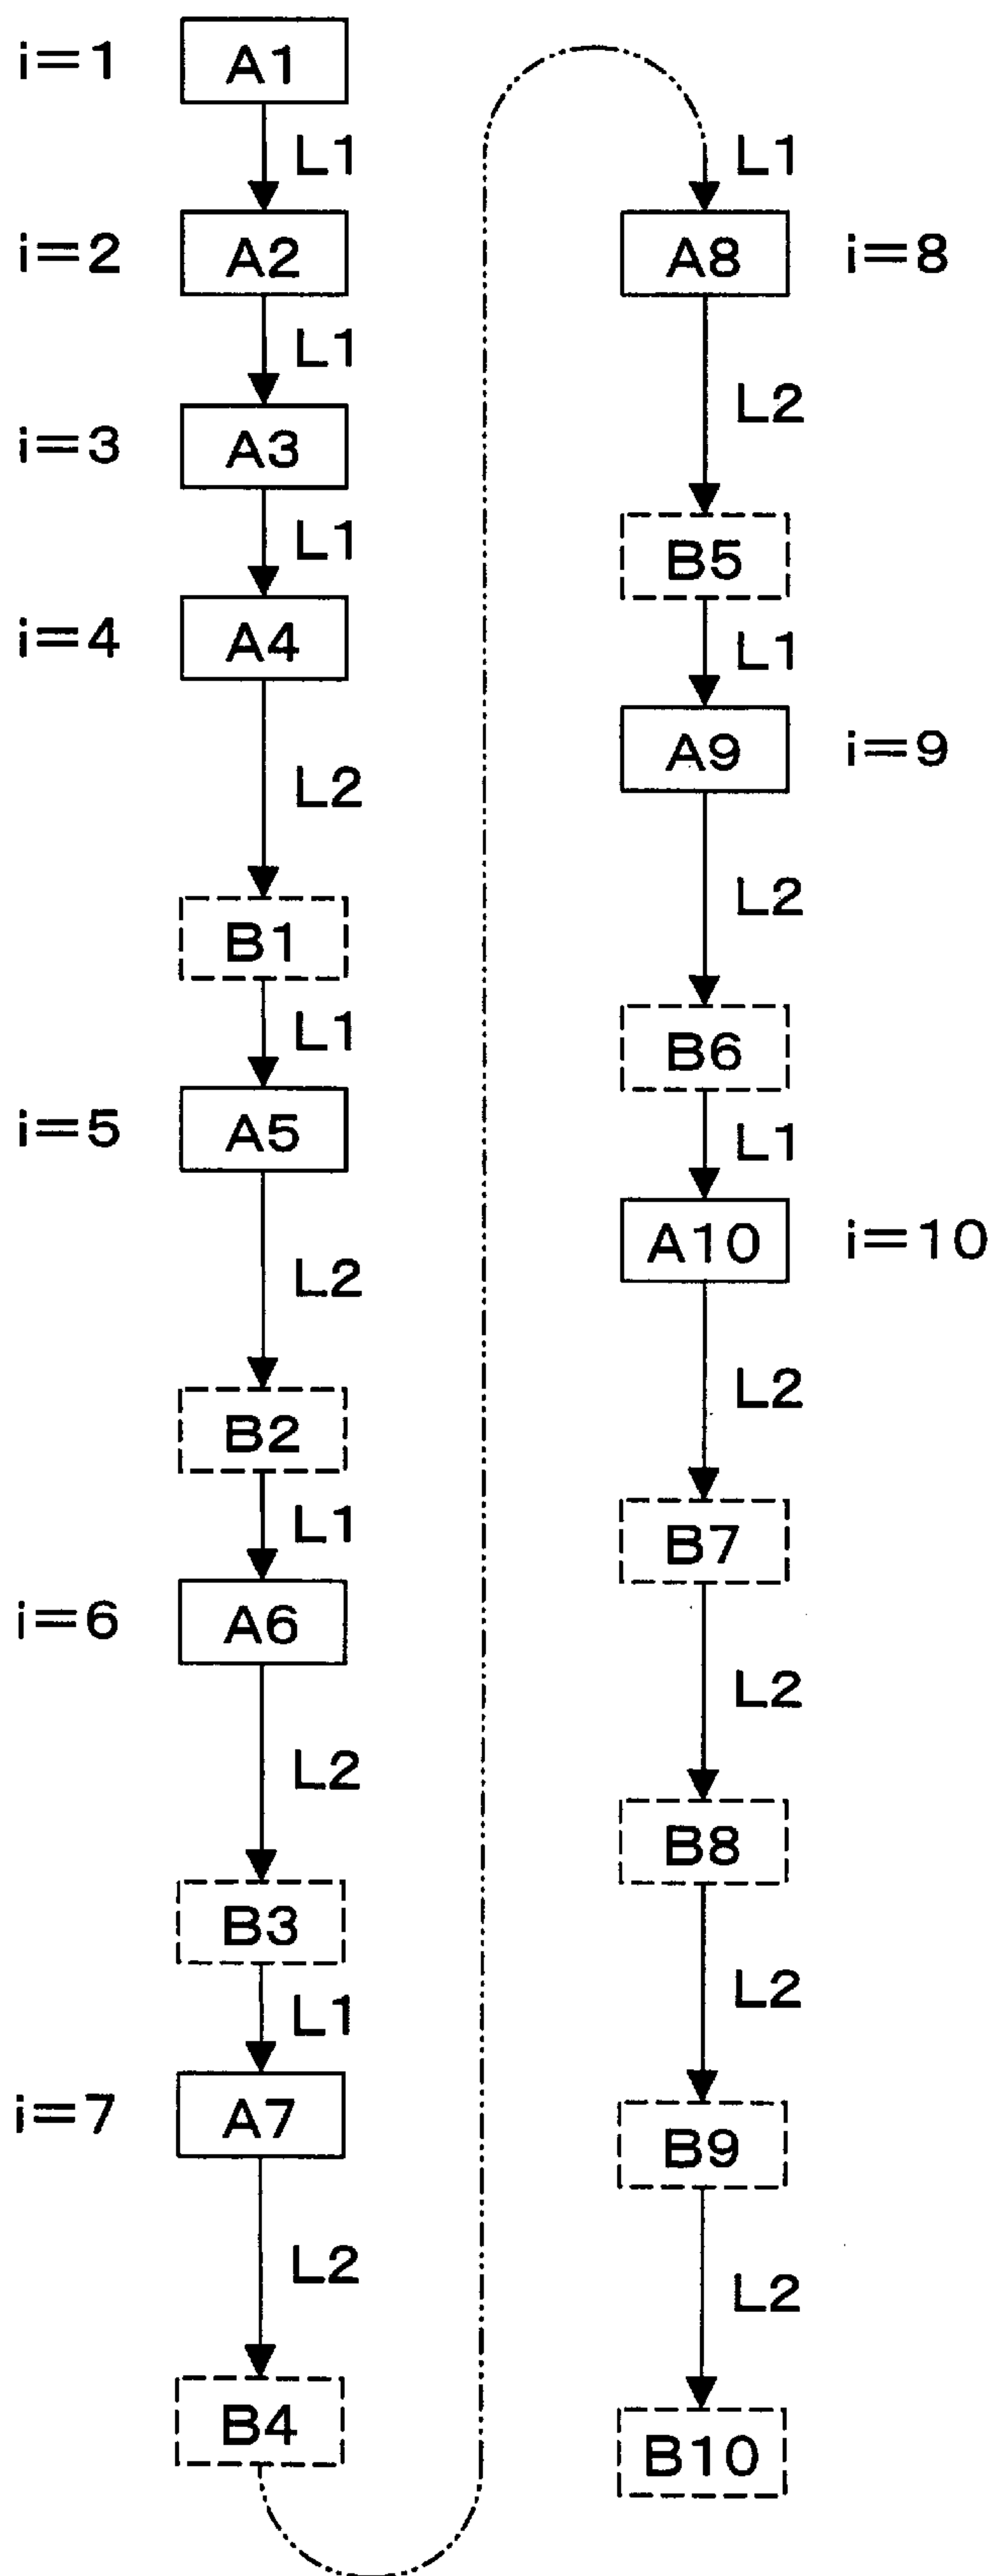 i=1 A1
L1
i=2 A2
L1
i=3 A3
L1
i=4 A4
L2
B1
L1
i=5 A5
L2
B2
L1
i=6 A6
L2
B3
L1
i=7 A7
L2
B4
L1
A8 i=8
L2
B5
L1
A9 i=9
L2
B6
L1
A10 i=10
L2
B7
L2
B8
L2
B9
L2
B10